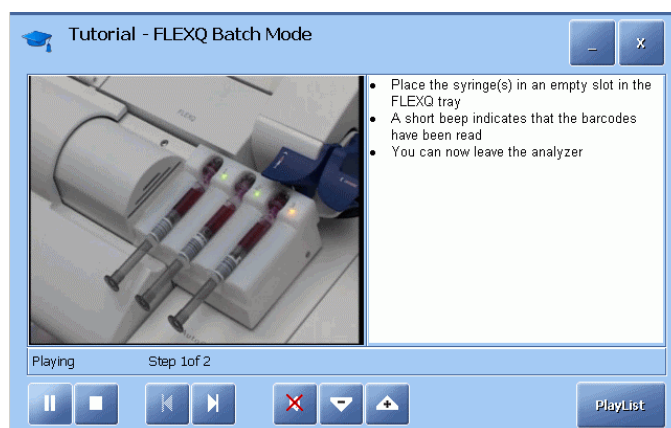 Tutorial - FLEXQ Batch Mode
_
x
FLEXQ
Place the syringe(s) in an empty slot in the
FLEXQ tray
A short beep indicates that the barcodes
have been read
You can now leave the analyzer
Playing Step 1of 2
PlayList